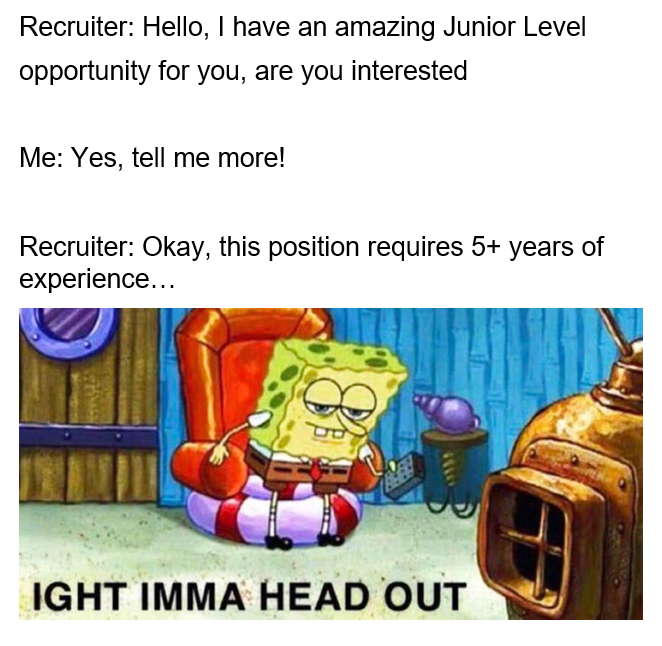 Recruiter: Hello, I have an amazing Junior Level
opportunity for you, are you interested
Me: Yes, tell me more!
Recruiter: Okay, this position requires 5+ years of
experience…
IGHT IMMA HEAD OUT